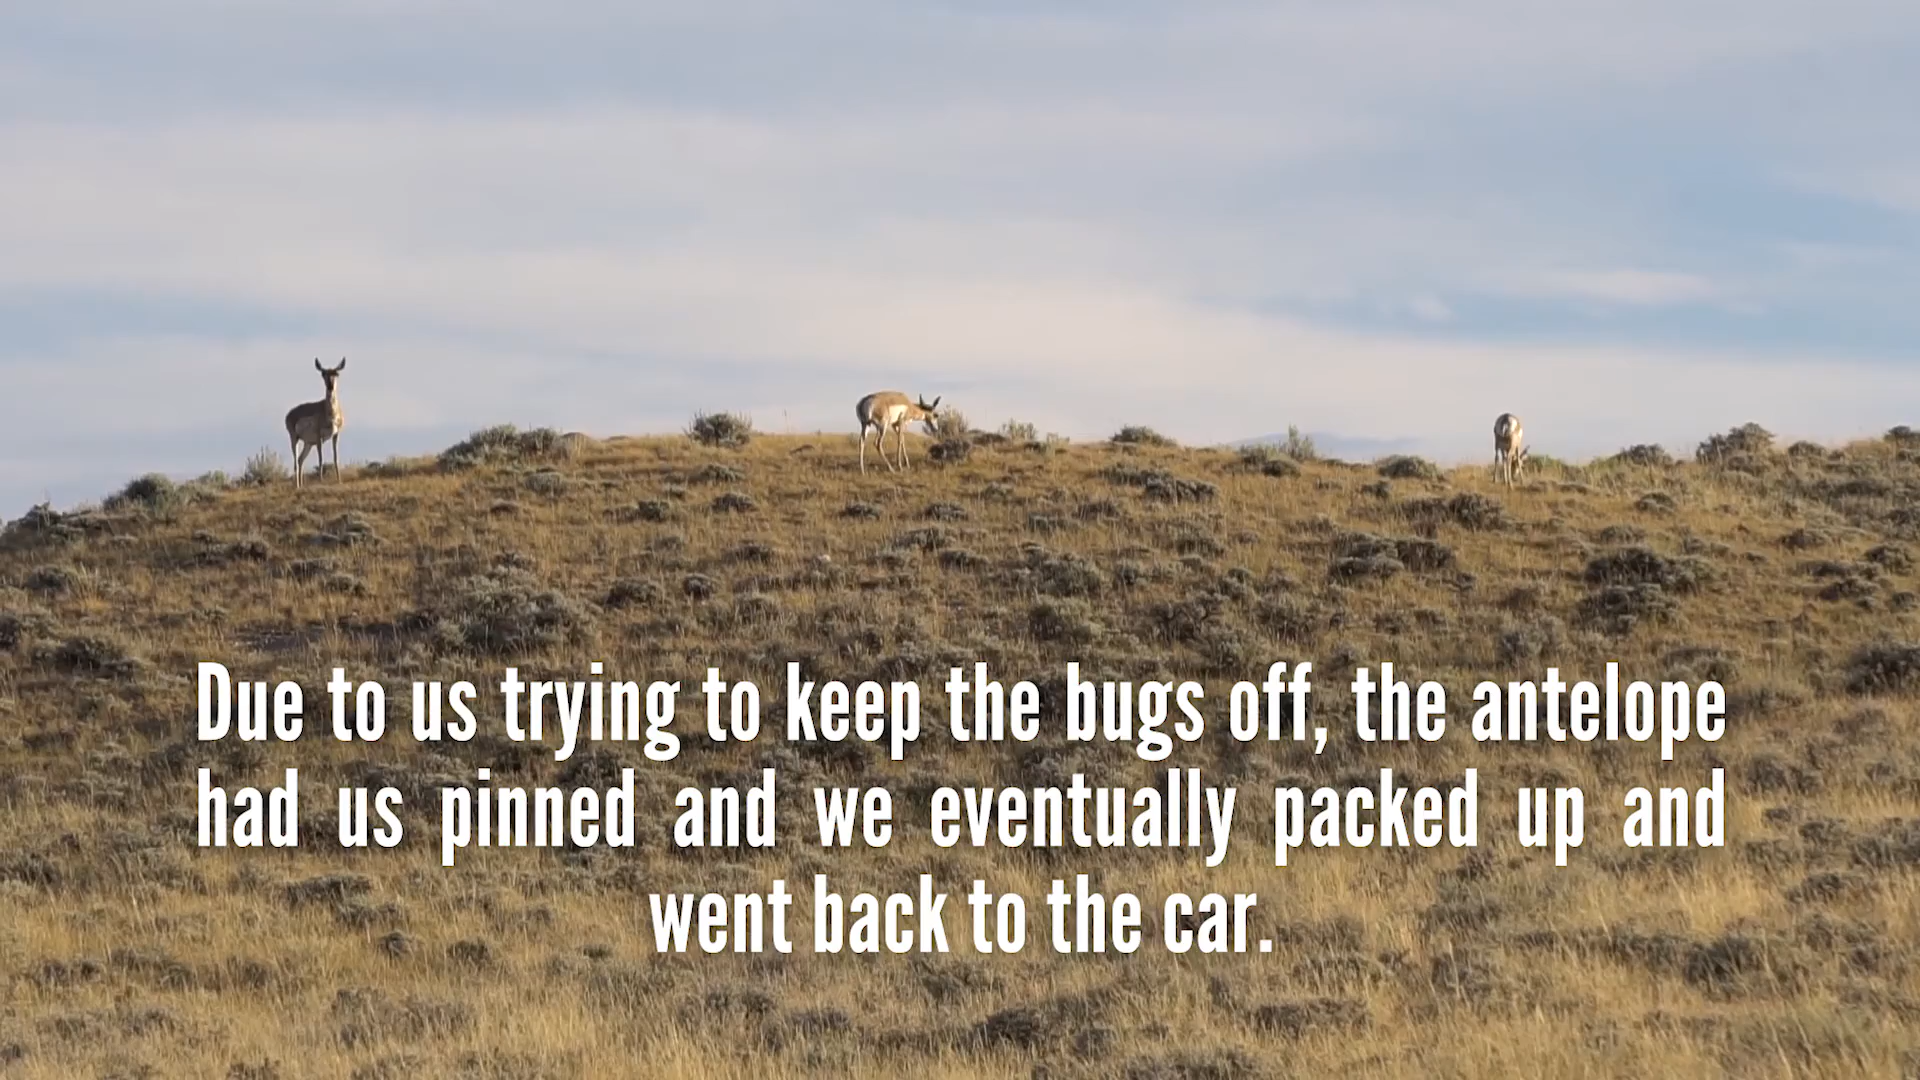 Due to us trying to keep the bugs off, the antelope
had us pinned and we eventually packed up and
went back to the car.